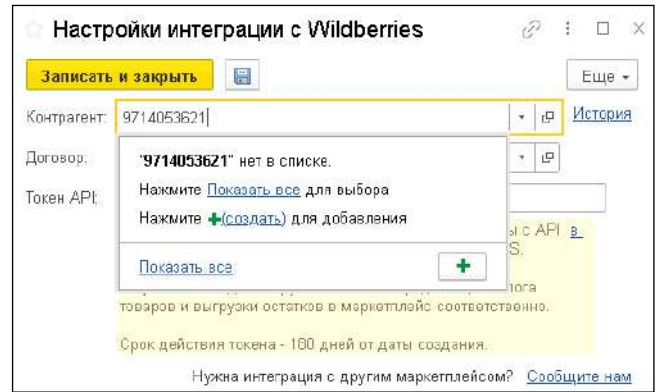 Настройки интеграции с Wildberries
Записать и закрыть
Еще
Контрагент: 9714053621 История
Договор:
"9714053621" нет в списке.
Нажмите Показать все для выбора
Токен API:
Нажмите (создать) для добавления
с API в
S.
Показать все
товаров и выгрузки остатков в маркетплейс соответственно.
Срок действия токена - 180 дней от даты создания.
Нужна интеграция с другим маркетплейсом? Сообщите нам